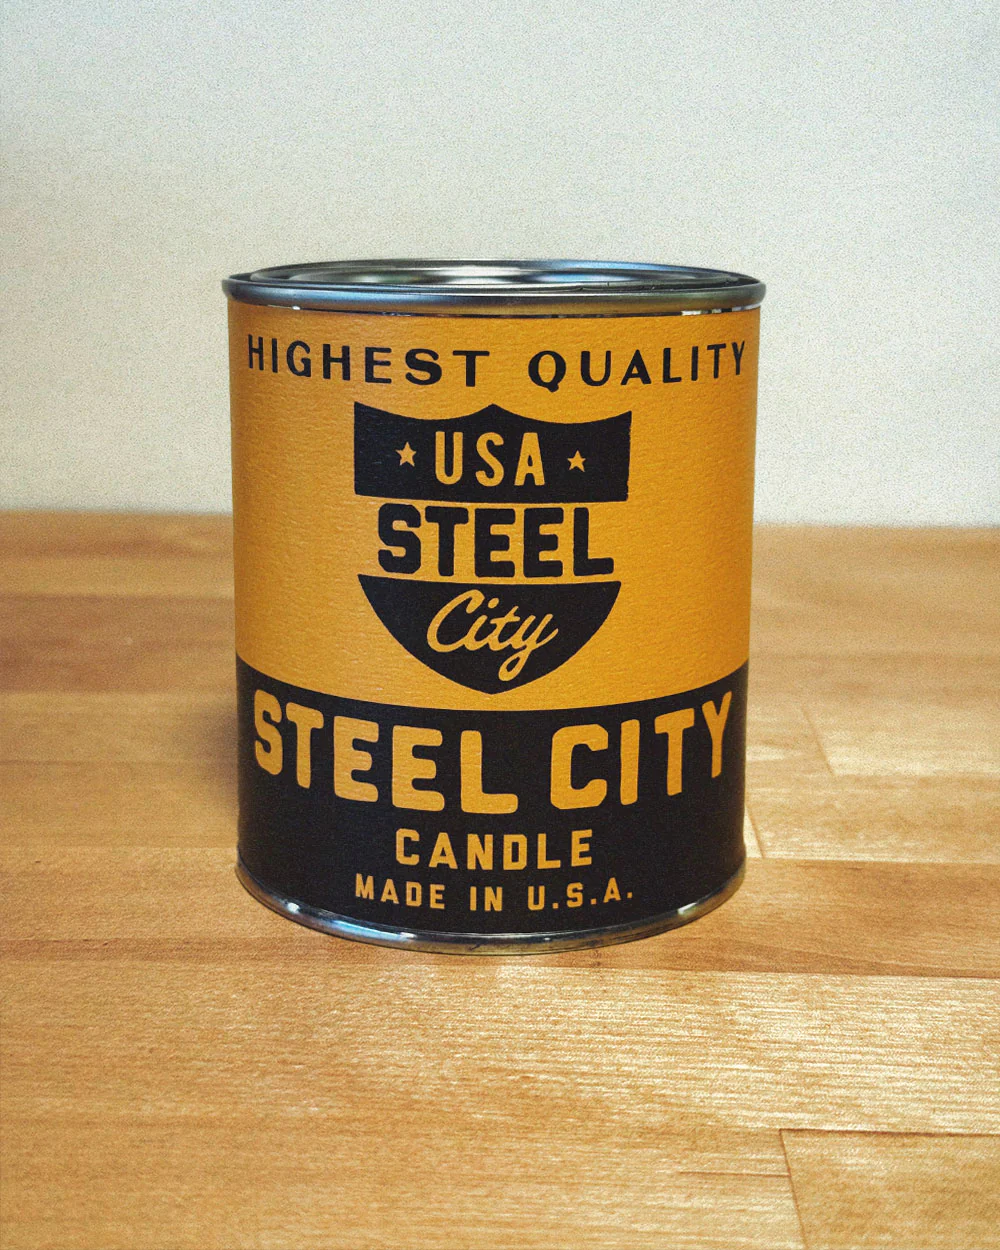 HIGHEST QUALITY
USA
STEEL
City
STEEL CITY
CANDLE
MADE IN U.S.A.